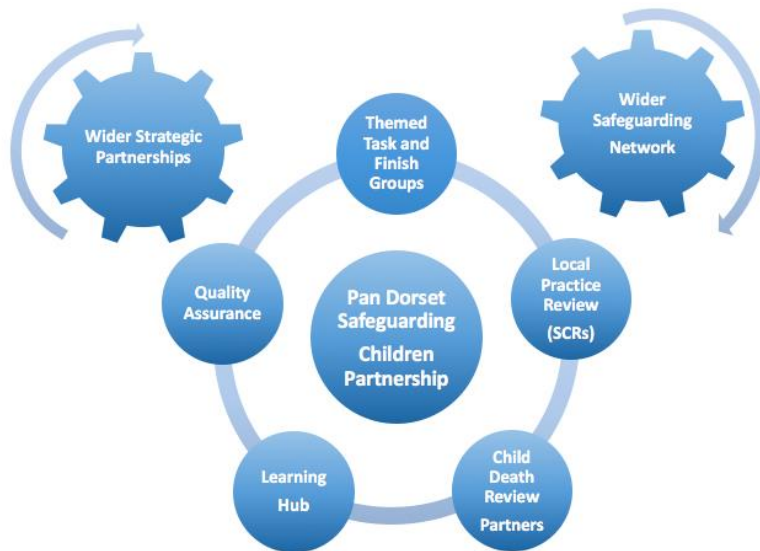 Wider Strategic
Partnerships
Wider
Safeguarding
Network
Themed
Task and
Finish
Groups
Quality
Assurance
Pan Dorset
Safeguarding
Children
Partnership
Local
Practice
Review
(SCRs)
Learning
Hub
Child
Death
Review
Partners